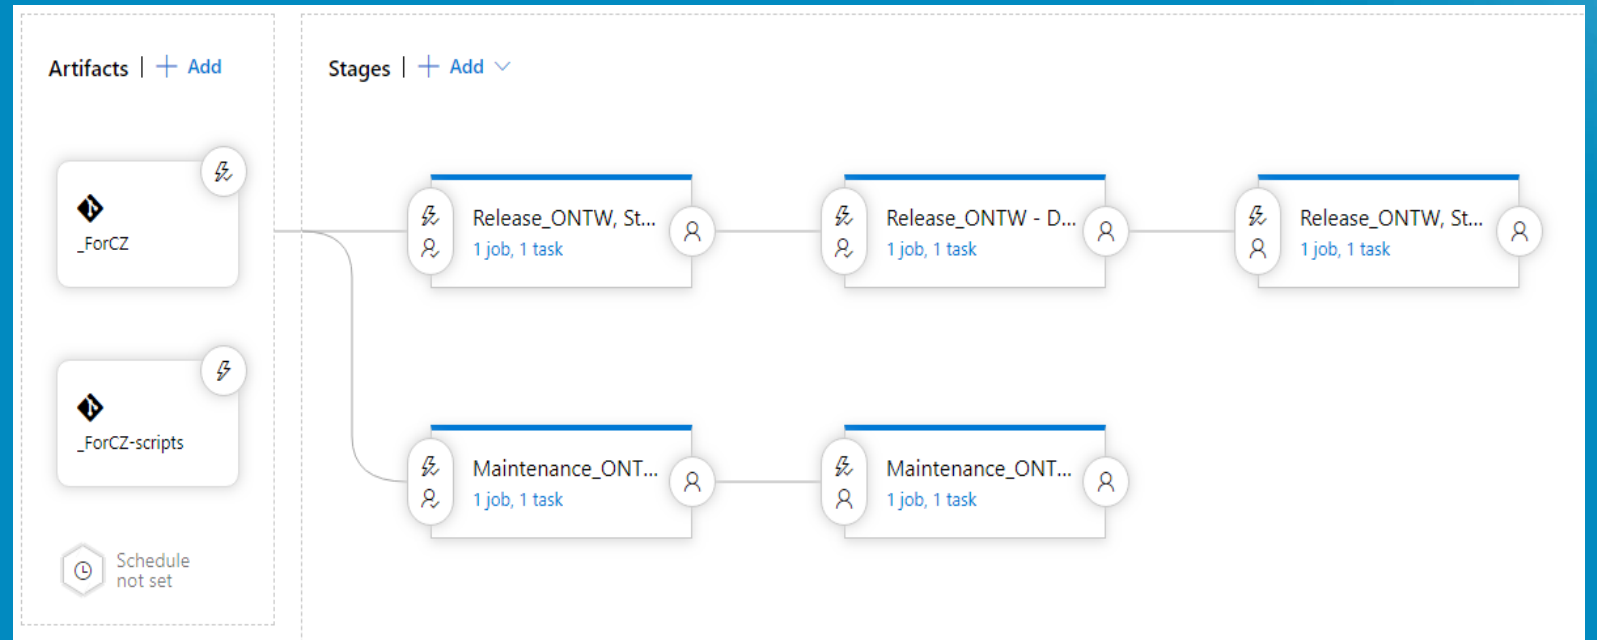 Artifacts | + Add
Stages | + Add
_ForCZ
Release_ONTW, St...
1 job, 1 task
Release_ONTW - D...
1 job, 1 task
Release_ONTW, St...
1 job, 1 task
_ForCZ-scripts
Maintenance_ONT...
1 job, 1 task
Maintenance_ONT...
1 job, 1 task
Schedule
not set